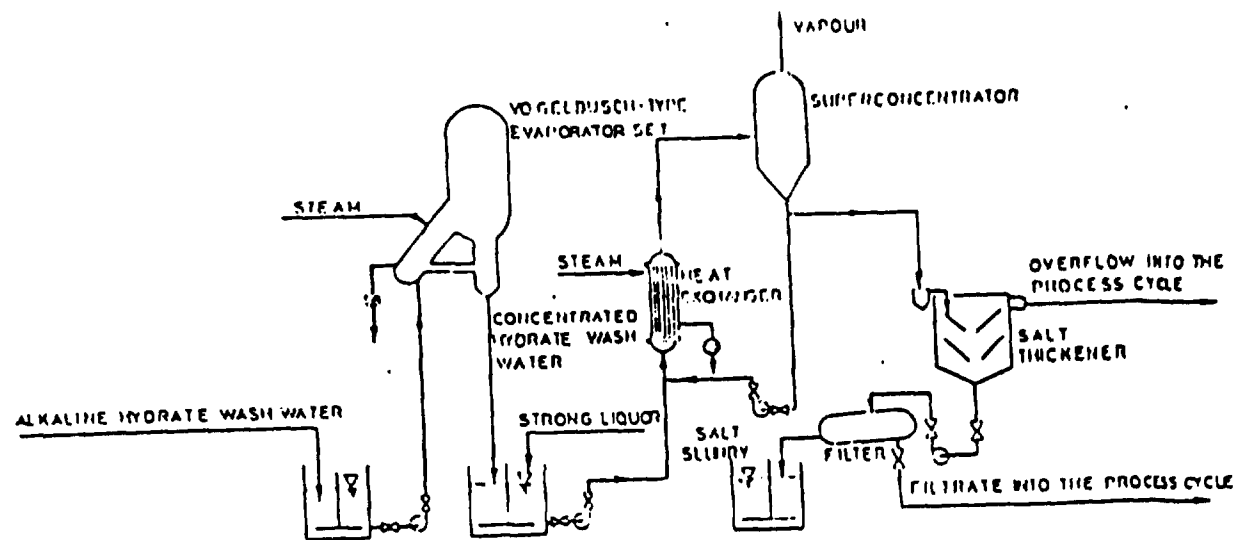 VAPOUR
VOGELBUSCH-TYPE
EVAPORATOR SET
SUPERCONCENTRATOR
STEAM
STEAM
HEAT
EXCHANGER
OVERFLOW INTO THE
PROCESS CYCLE
CONCENTRATED
HYDRATE WASH
WATER
SALT
THICKENER
ALKALINE HYDRATE WASH WATER
STRONG LIQUOR
SALT
SLURRY
FILTER
FILTRATE INTO THE PROCESS CYCLE